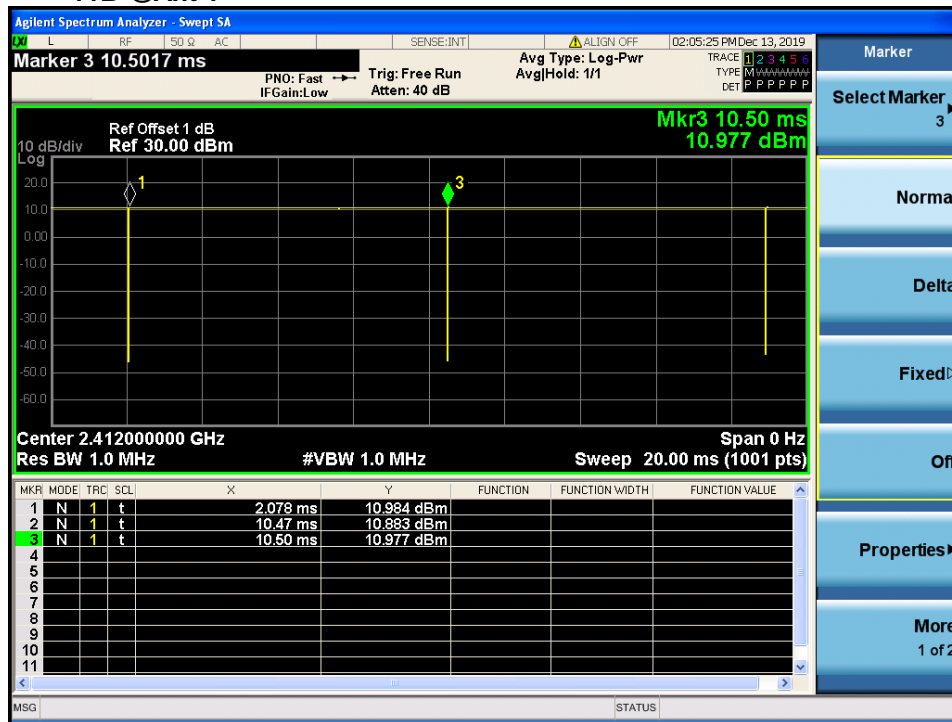 Agilent Spectrum Analyzer - Swept SA
LXI L RF 50 Ω AC SENSE:INT ALIGN OFF 02:05:25 PM Dec 13, 2019
Marker 3 10.5017 ms
PNO: Fast
IFGain:Low
Trig: Free Run
Atten: 40 dB
Avg Type: Log-Pwr
Avg|Hold: 1/1
TRACE 1 2 3 4 5 6
TYPE M
DET P P P P P P
Ref Offset 1 dB
Ref 30.00 dBm
10 dB/div
Log
Mkr3 10.50 ms
10.977 dBm
20.0
10.0
0.00
-10.0
-20.0
-30.0
-40.0
-50.0
-60.0
1
3
Center 2.412000000 GHz Span 0 Hz
Res BW 1.0 MHz #VBW 1.0 MHz Sweep 20.00 ms (1001 pts)
MKR MODE TRC SCL X Y FUNCTION FUNCTION WIDTH FUNCTION VALUE
1 N 1 t 2.078 ms 10.984 dBm
2 N 1 t 10.47 ms 10.883 dBm
3 N 1 t 10.50 ms 10.977 dBm
4
5
6
7
8
9
10
11
MSG STATUS
Marker
Select Marker
3
Norma
Delta
Fixed
Off
Properties
More
1 of 2